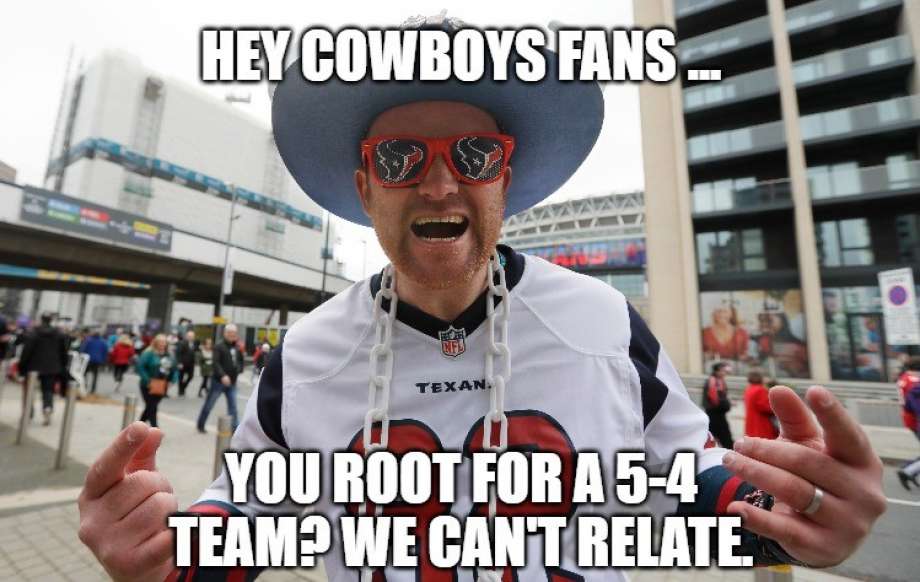 HEY COWBOYS FANS ...
NFL
TEXANS
YOU ROOT FOR A 5-4
TEAM? WE CAN'T RELATE.